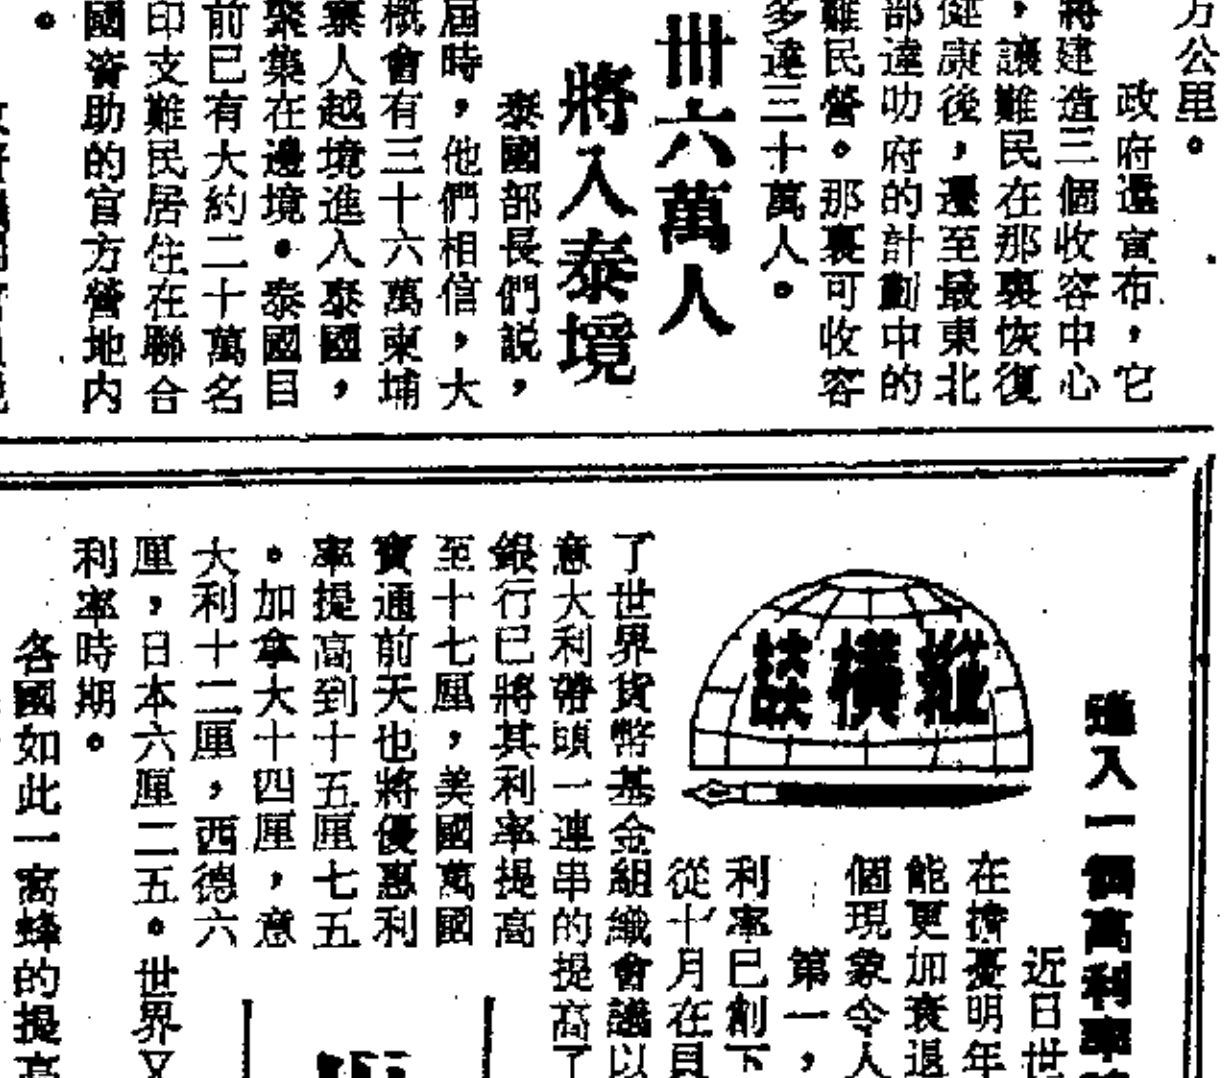 方公里。
政府還宣布，它
將建造三個收容中心
，讓難民在那裏恢復
健康後，遷至最東北
部達叻府的計劃中的
難民營。那裏可收容
多達三十萬人。
卅六萬人
將入泰境
泰國部長們説，
屆時，他們相信，大
概會有三十六萬柬埔
寨人越境進入泰國，
聚集在邊境。泰國目
前已有大約二十萬名
印支難民居住在聯合
國資助的官方營地内
。
進入一個高利率
縱橫談
近日世
在擔憂明年
能更加衰退
個現象令人
第一，
利率已創下
從十月在貝
了世界貨幣基金組織會議以
意大利帶頭一連串的提高了
銀行已將其利率提高
至十七厘，美國萬國
寶通前天也將優惠利
率提高到十五厘七五
。加拿大十四厘，意
大利十二厘，西德六
厘，日本六厘二五。世界又
利率時期。
各國如此一窩蜂的提高